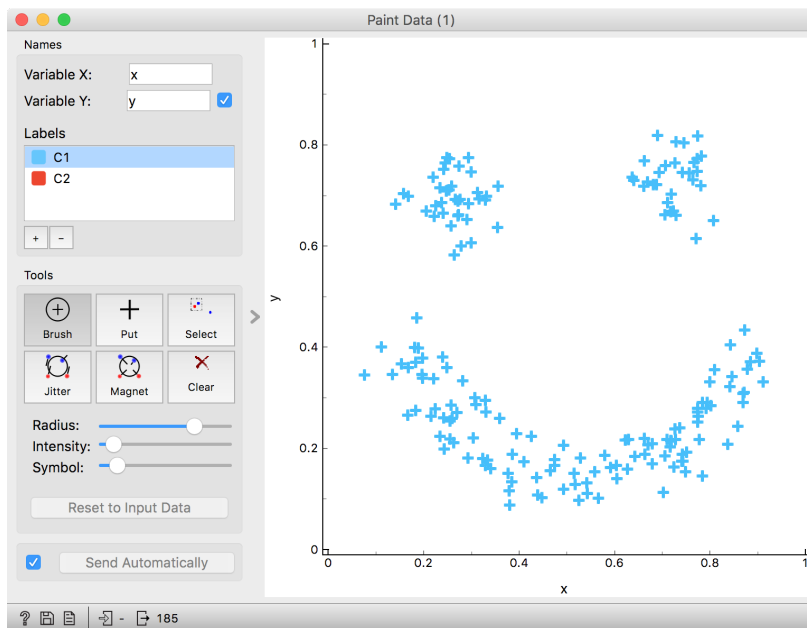 Paint Data (1)
Names
Variable X: x
Variable Y: y
Labels
C1
C2
+ −
Tools
Brush Put Select
Jitter Magnet Clear
Radius:
Intensity:
Symbol:
Reset to Input Data
Send Automatically
? - 185
1
0.8
0.6
0.4
0.2
0
y
0 0.2 0.4 0.6 0.8 1
x